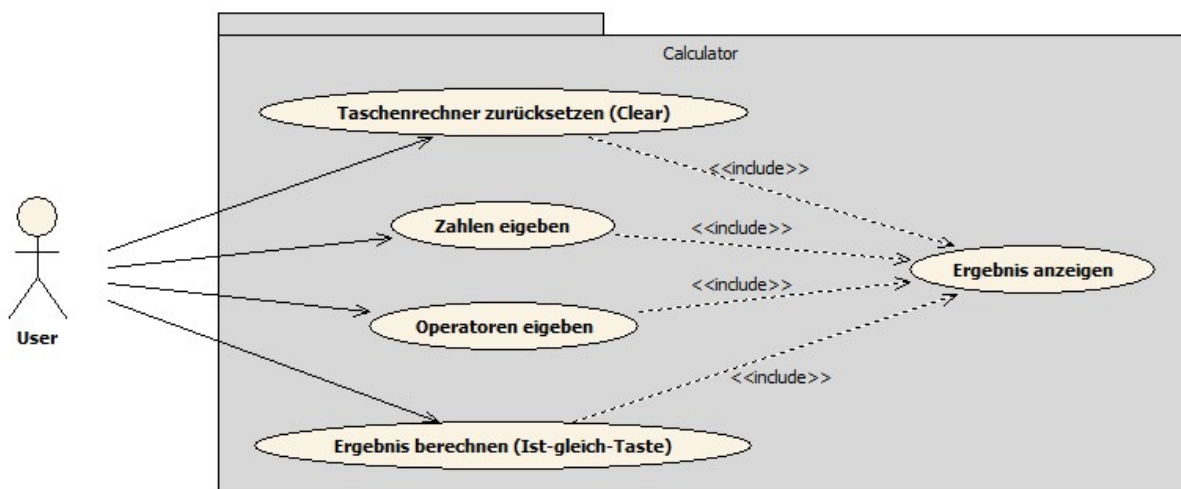 Calculator
Taschenrechner zurücksetzen (Clear)
<<include>>
Zahlen eigeben
<<include>>
Ergebnis anzeigen
<<include>>
Operatoren eigeben
User
<<include>>
Ergebnis berechnen (Ist-gleich-Taste)